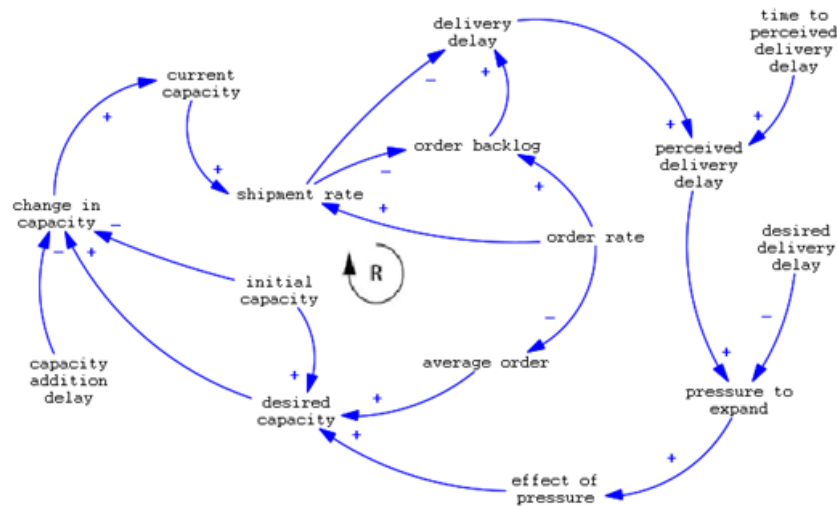 delivery
delay
time to
perceived
delivery
delay
current
capacity
+
−
+
+
+
order backlog
perceived
delivery
delay
+
−
shipment rate
+
+
change in
capacity
−
−
+
order rate
desired
delivery
delay
R
initial
capacity
−
−
capacity
addition
delay
average order
+
+
pressure to
expand
desired
capacity
+
+
+
+
effect of
pressure